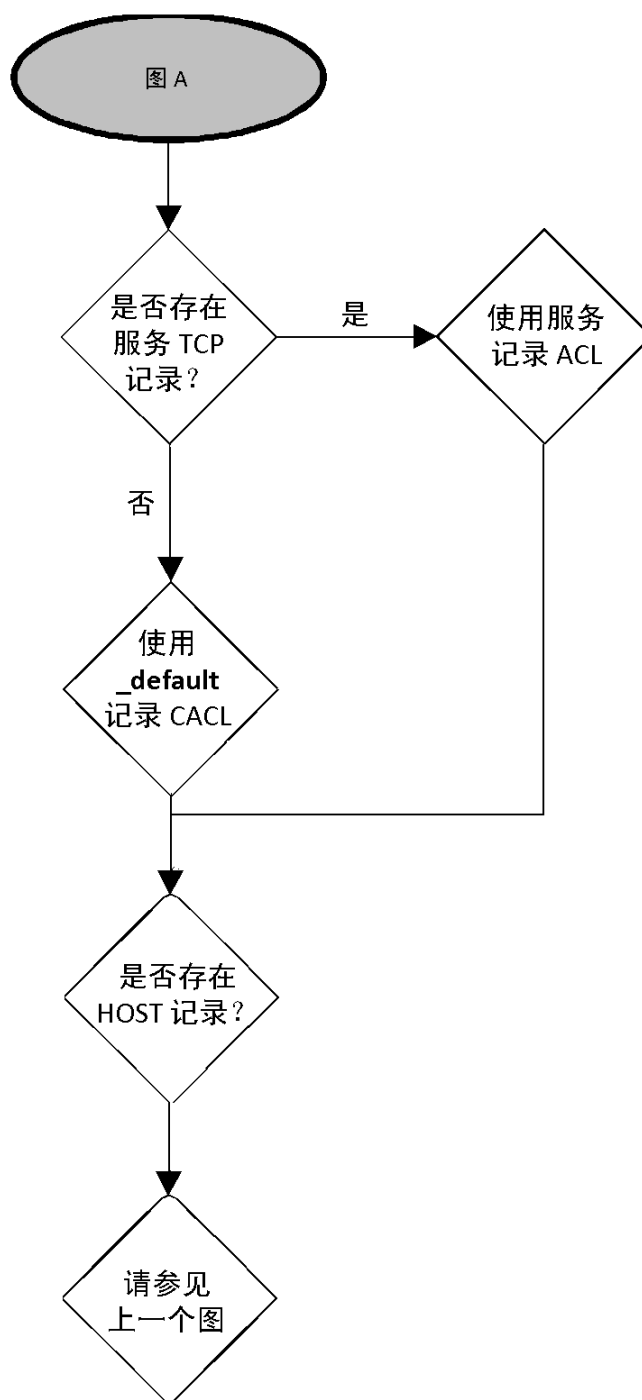 图 A
是否存在
服务 TCP
记录？
是
使用服务
记录 ACL
否
使用
_default
记录 CACL
是否存在
HOST 记录？
请参见
上一个图